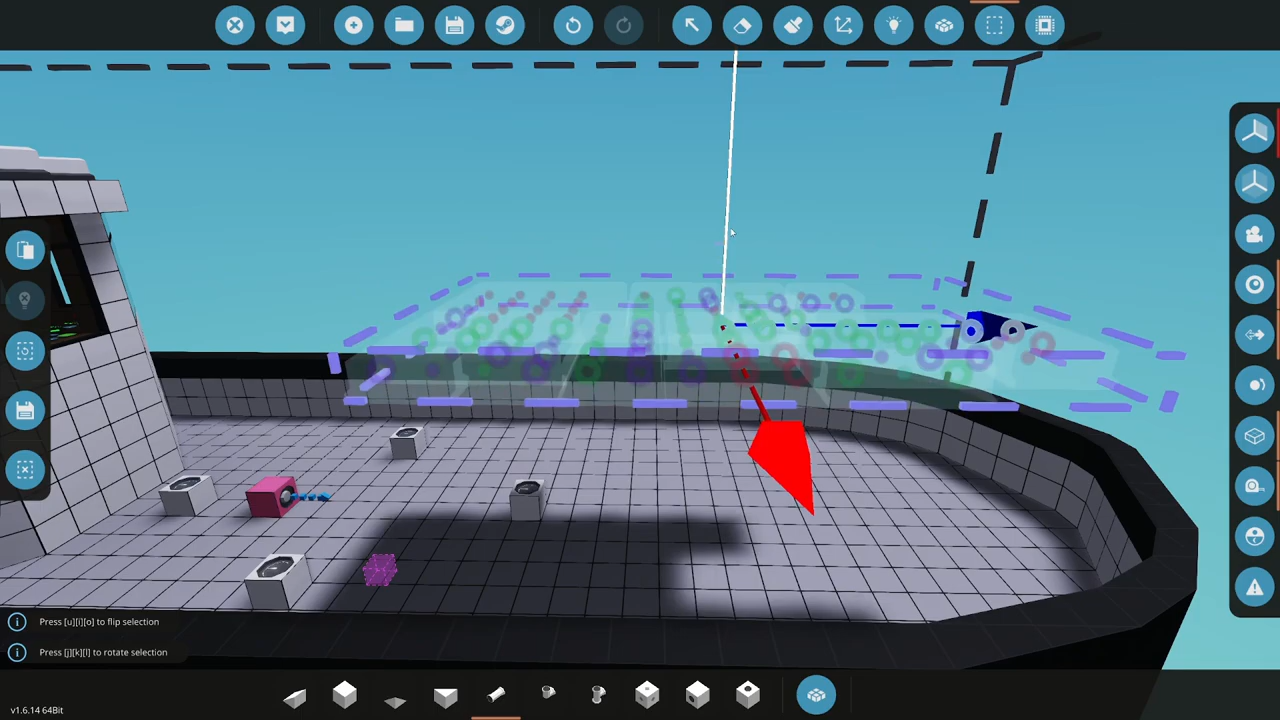 Press [u][i][o] to flip selection
Press [j][k][l] to rotate selection
v1.6.14 64Bit